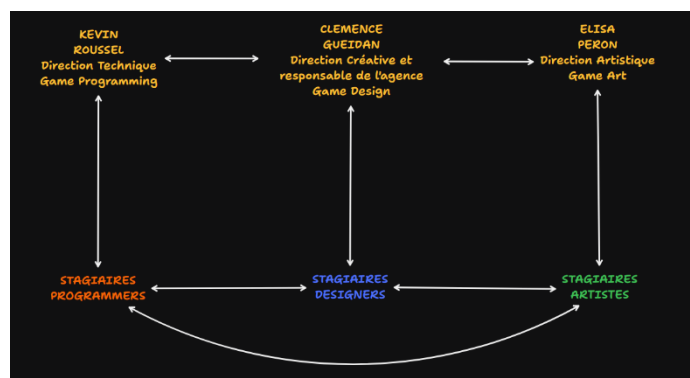 KEVIN
ROUSSEL
Direction Technique
Game Programming
CLEMENCE
GUEIDAN
Direction Créative et
responsable de l'agence
Game Design
ELISA
PERON
Direction Artistique
Game Art
STAGIAIRES
PROGRAMMERS
STAGIAIRES
DESIGNERS
STAGIAIRES
ARTISTES